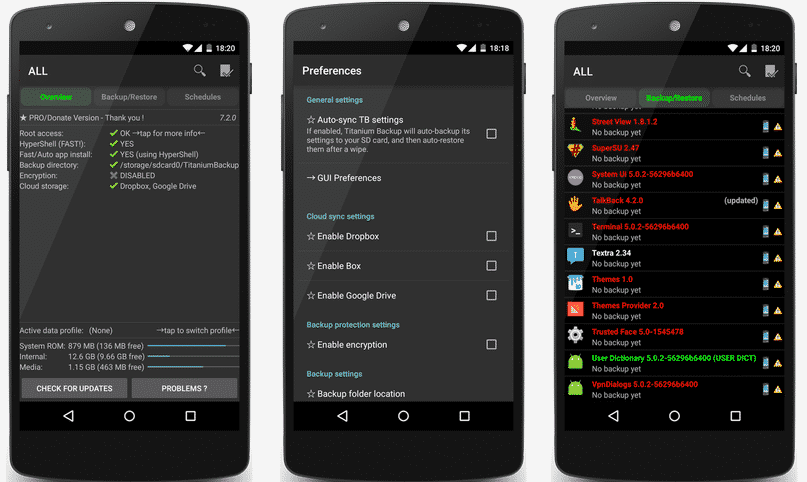 18:20
ALL
Overview Backup/Restore Schedules
★ PRO/Donate Version - Thank you ! 7.2.0
Root access: ✔ OK →tap for more info←
HyperShell (FAST!): ✔ YES
Fast/Auto app install: ✔ YES (using HyperShell)
Backup directory: ✔ /storage/sdcard0/TitaniumBackup
Encryption: ✖ DISABLED
Cloud storage: ✔ Dropbox, Google Drive
Active data profile: (None) →tap to switch profile←
System ROM: 879 MB (136 MB free)
Internal: 12.6 GB (9.66 GB free)
Media: 1.15 GB (463 MB free)
CHECK FOR UPDATES PROBLEMS ?
18:18
Preferences
General settings
☆ Auto-sync TB settings
If enabled, Titanium Backup will auto-backup its
settings to your SD card, and then auto-restore
them after a wipe.
→ GUI Preferences
Cloud sync settings
☆ Enable Dropbox
☆ Enable Box
☆ Enable Google Drive
Backup protection settings
☆ Enable encryption
Backup settings
☆ Backup folder location
18:20
ALL
Overview Backup/Restore Schedules
No backup yet
Street View 1.8.1.2
No backup yet
SuperSU 2.47
No backup yet
System UI 5.0.2-56296b6400
No backup yet
TalkBack 4.2.0 (updated)
No backup yet
Terminal 5.0.2-56296b6400
No backup yet
Textra 2.34
No backup yet
Themes 1.0
No backup yet
Themes Provider 2.0
No backup yet
Trusted Face 5.0-1545478
No backup yet
User Dictionary 5.0.2-56296b6400 (USER DICT)
No backup yet
VpnDialogs 5.0.2-56296b6400
No backup yet